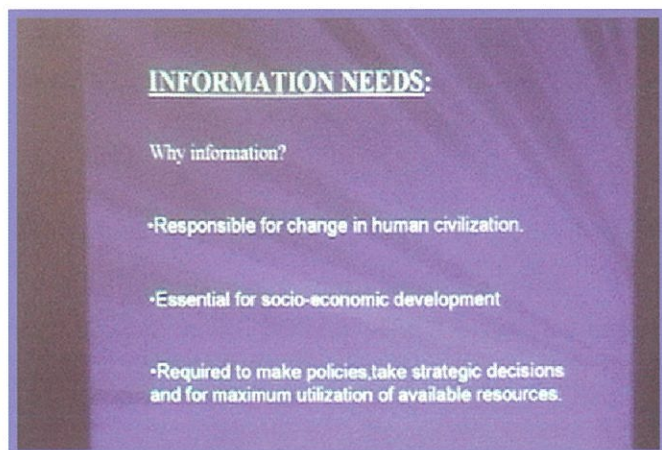 INFORMATION NEEDS:
Why information?
•Responsible for change in human civilization.
•Essential for socio-economic development
•Required to make policies,take strategic decisions
and for maximum utilization of available resources.